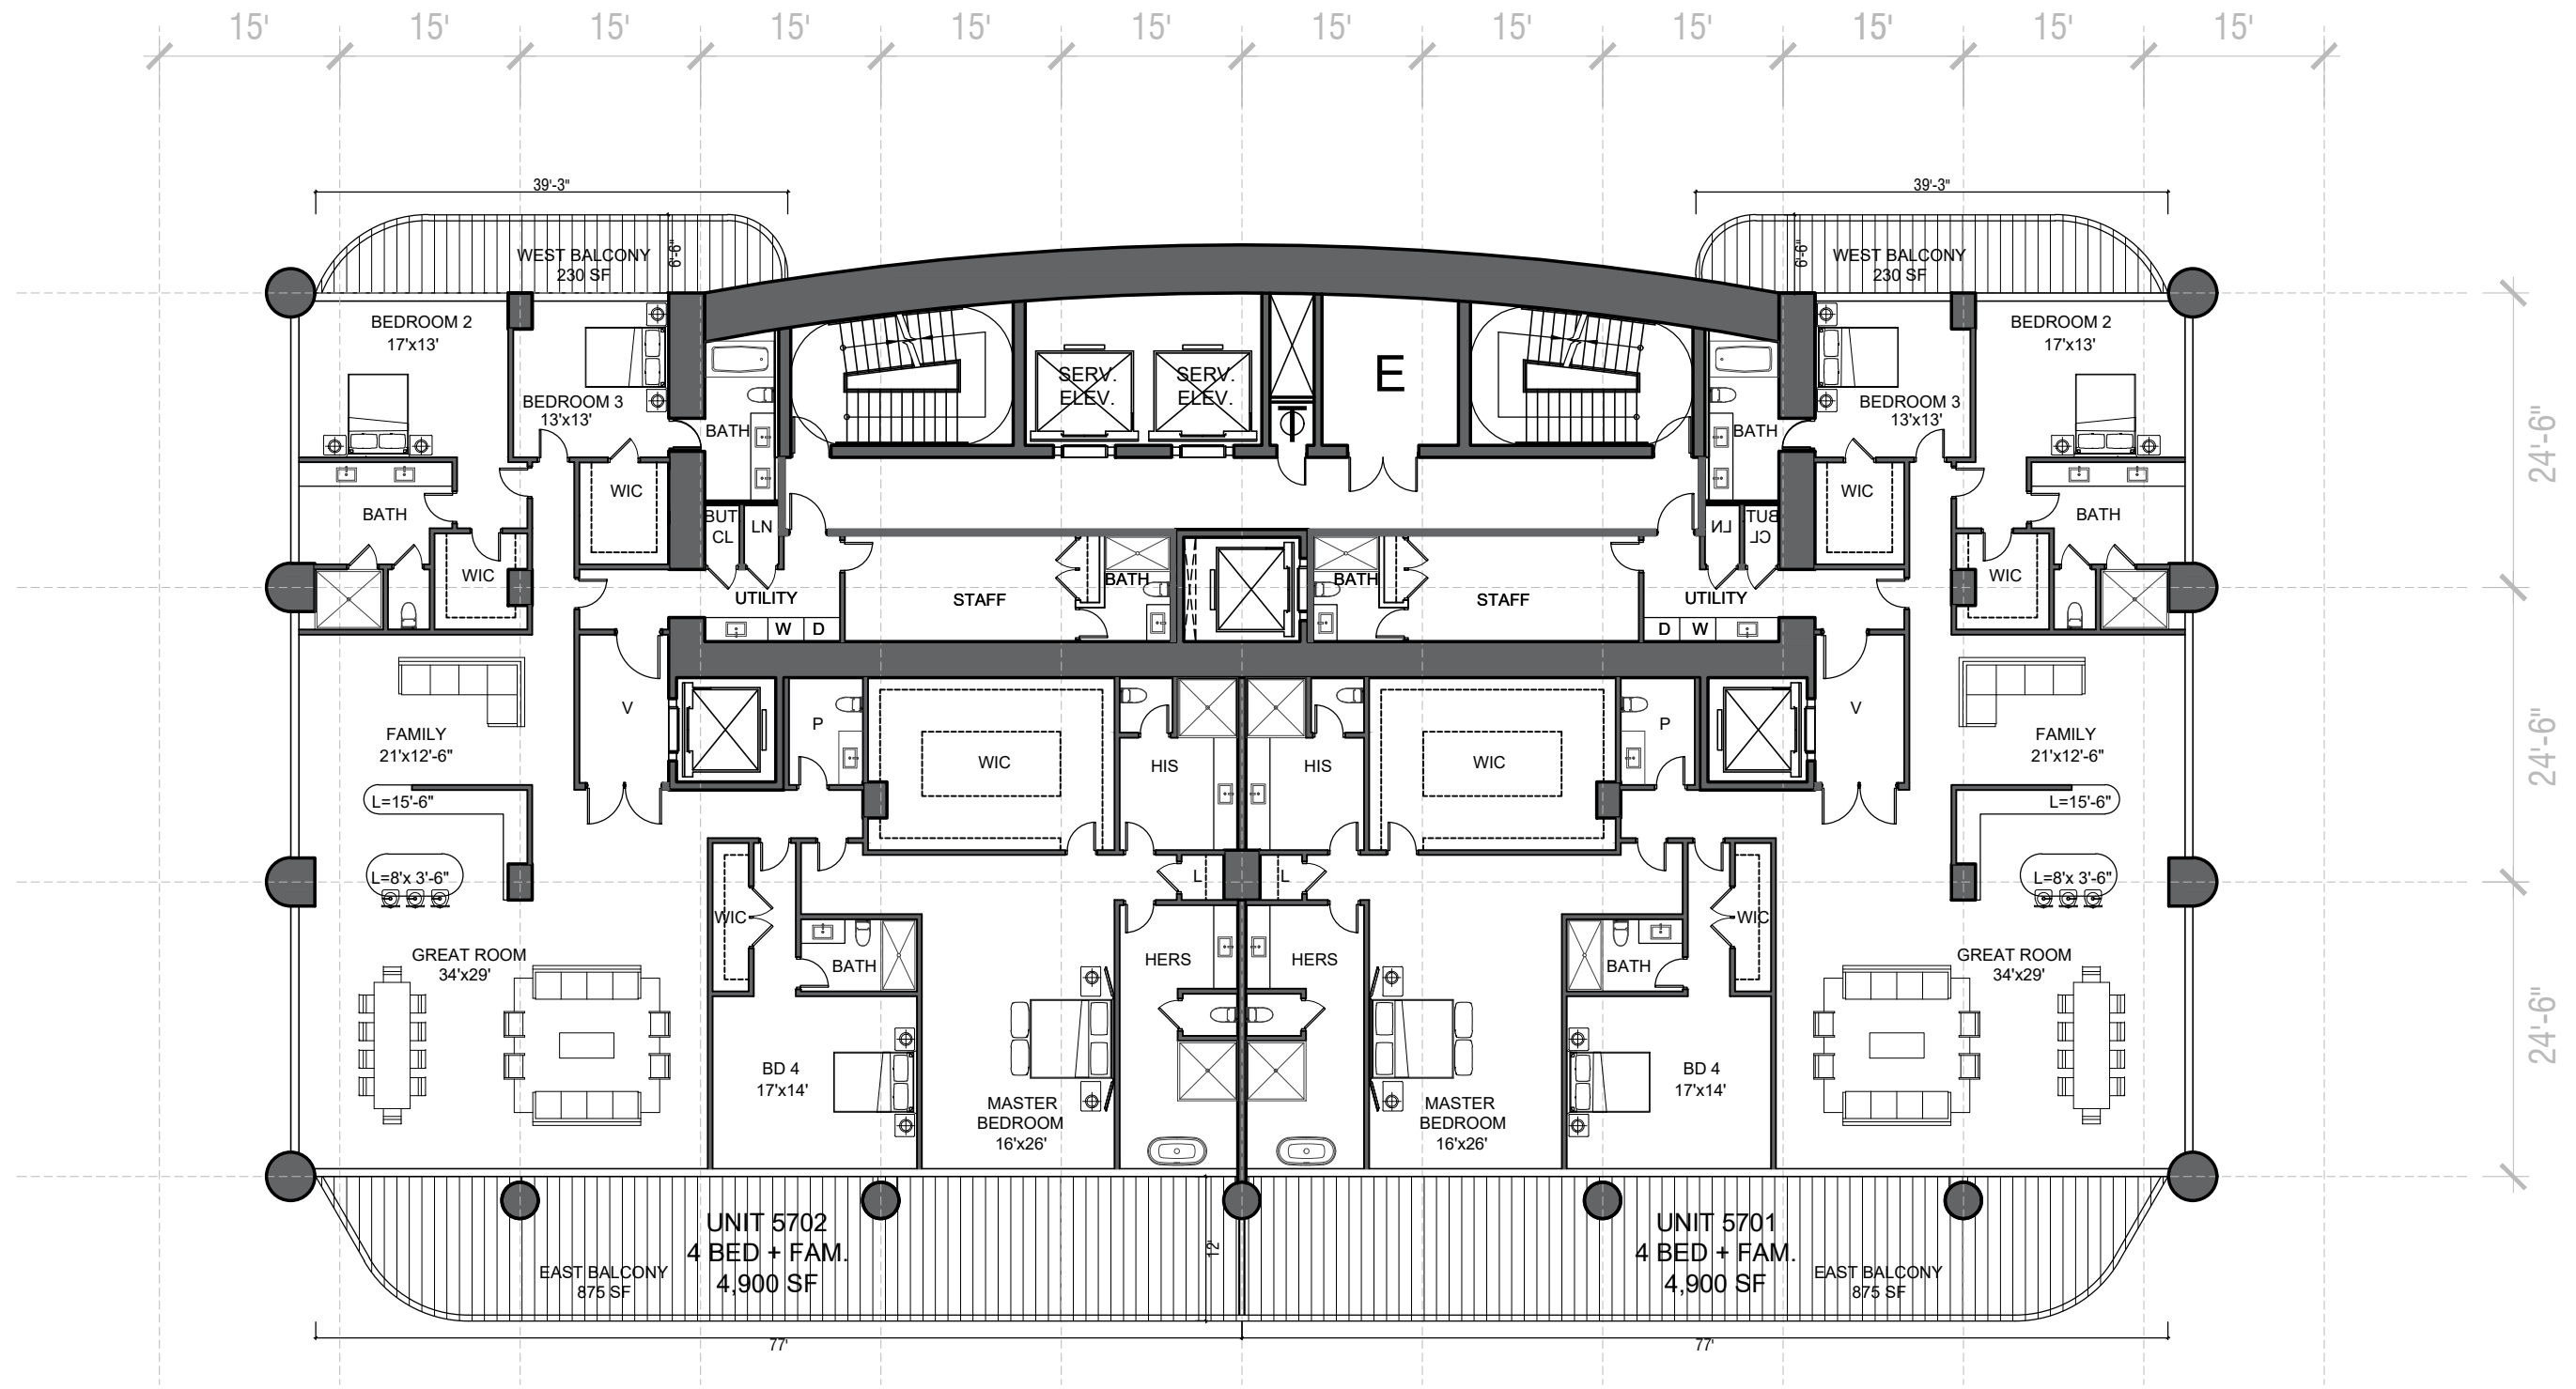 15' 15' 15' 15' 15' 15' 15' 15' 15' 15' 15' 15'
39'-3" 39'-3"
WEST BALCONY
230 SF
6'-6"
6'-6"
WEST BALCONY
230 SF
BEDROOM 2
17'x13'
BEDROOM 3
13'x13'
BATH
SERV.
ELEV.
SERV.
ELEV.
T
E
BATH
BEDROOM 3
13'x13'
BEDROOM 2
17'x13'
24'-6"
WIC
BATH
BUT
CL
LN
LN
BUT
CL
WIC
BATH
WIC
UTILITY
W D
STAFF
BATH
BATH
STAFF
UTILITY
D W
WIC
FAMILY
21'x12'-6"
V
P
WIC
HIS
HIS
WIC
P
V
FAMILY
21'x12'-6"
24'-6"
L=15'-6"
L=15'-6"
L=8'x 3'-6"
L
L
L=8'x 3'-6"
WIC
WIC
GREAT ROOM
34'x29'
BATH
HERS
HERS
BATH
GREAT ROOM
34'x29'
24'-6"
BD 4
17'x14'
MASTER
BEDROOM
16'x26'
MASTER
BEDROOM
16'x26'
BD 4
17'x14'
UNIT 5702
4 BED + FAM.
4,900 SF
EAST BALCONY
875 SF
12'
UNIT 5701
4 BED + FAM.
4,900 SF
EAST BALCONY
875 SF
77' 77'